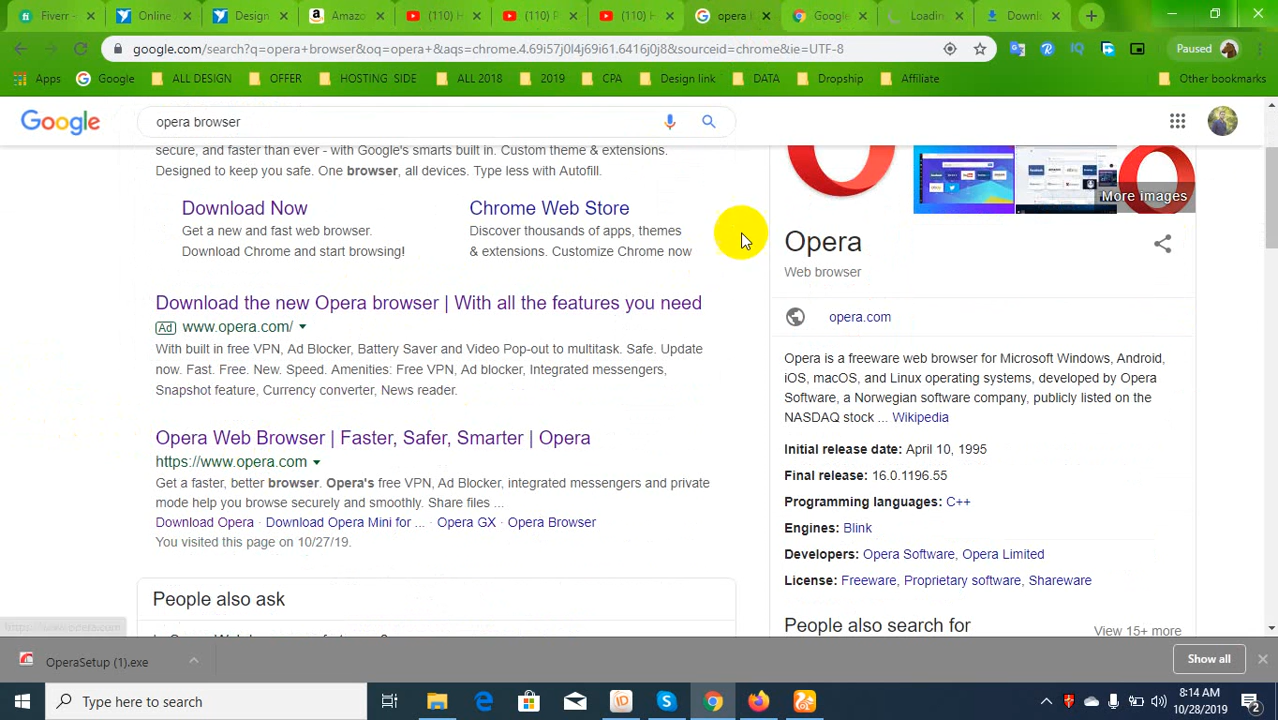 Fiverr -
Online
Design
Amazo
(110) H
(110) P
(110) H
opera b
Google
Loadin
Downl
google.com/search?q=opera+browser&oq=opera+&aqs=chrome.4.69i57j0l4j69i61.6416j0j8&sourceid=chrome&ie=UTF-8
Paused
Apps
Google
ALL DESIGN
OFFER
HOSTING SIDE
ALL 2018
2019
CPA
Design link
DATA
Dropship
Affiliate
Other bookmarks
Google
opera browser
secure, and faster than ever - with Google's smarts built in. Custom theme & extensions.
Designed to keep you safe. One browser, all devices. Type less with Autofill.
Download Now
Get a new and fast web browser.
Download Chrome and start browsing!
Chrome Web Store
Discover thousands of apps, themes
& extensions. Customize Chrome now
Download the new Opera browser | With all the features you need
Ad www.opera.com/
With built in free VPN, Ad Blocker, Battery Saver and Video Pop-out to multitask. Safe. Update
now. Fast. Free. New. Speed. Amenities: Free VPN, Ad blocker, Integrated messengers,
Snapshot feature, Currency converter, News reader.
Opera Web Browser | Faster, Safer, Smarter | Opera
https://www.opera.com
Get a faster, better browser. Opera's free VPN, Ad Blocker, integrated messengers and private
mode help you browse securely and smoothly. Share files ...
Download Opera · Download Opera Mini for ... · Opera GX · Opera Browser
You visited this page on 10/27/19.
People also ask
More images
Opera
Web browser
opera.com
Opera is a freeware web browser for Microsoft Windows, Android,
iOS, macOS, and Linux operating systems, developed by Opera
Software, a Norwegian software company, publicly listed on the
NASDAQ stock ... Wikipedia
Initial release date: April 10, 1995
Final release: 16.0.1196.55
Programming languages: C++
Engines: Blink
Developers: Opera Software, Opera Limited
License: Freeware, Proprietary software, Shareware
People also search for
View 15+ more
https://www.opera.com
OperaSetup (1).exe
Show all
Type here to search
8:14 AM
10/28/2019
2